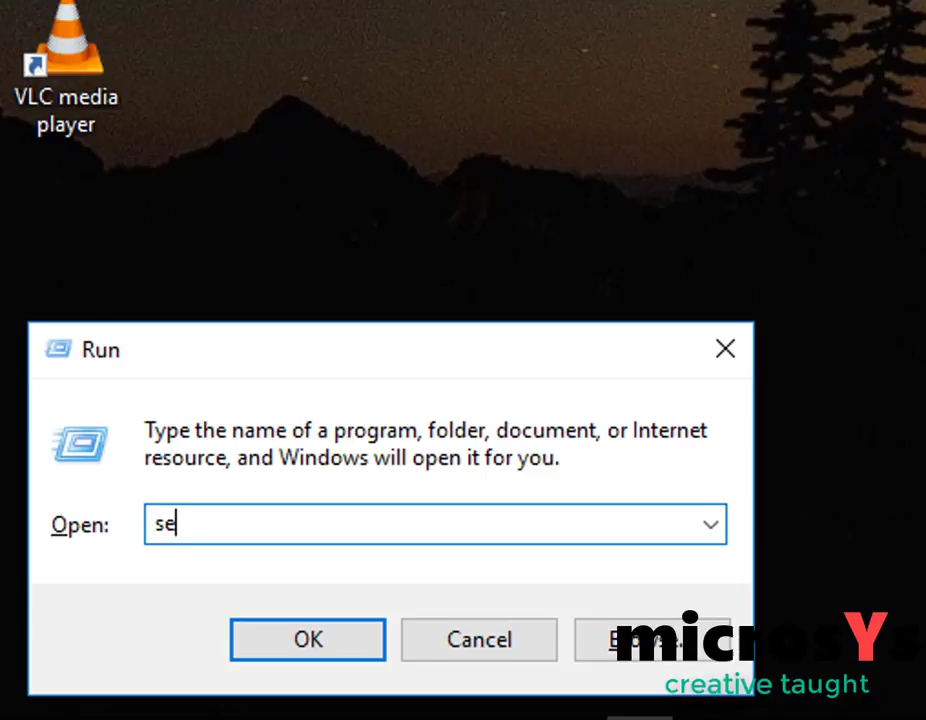 VLC media
player
Run
Type the name of a program, folder, document, or Internet
resource, and Windows will open it for you.
Open: se
OK Cancel
microsYs
creative taught